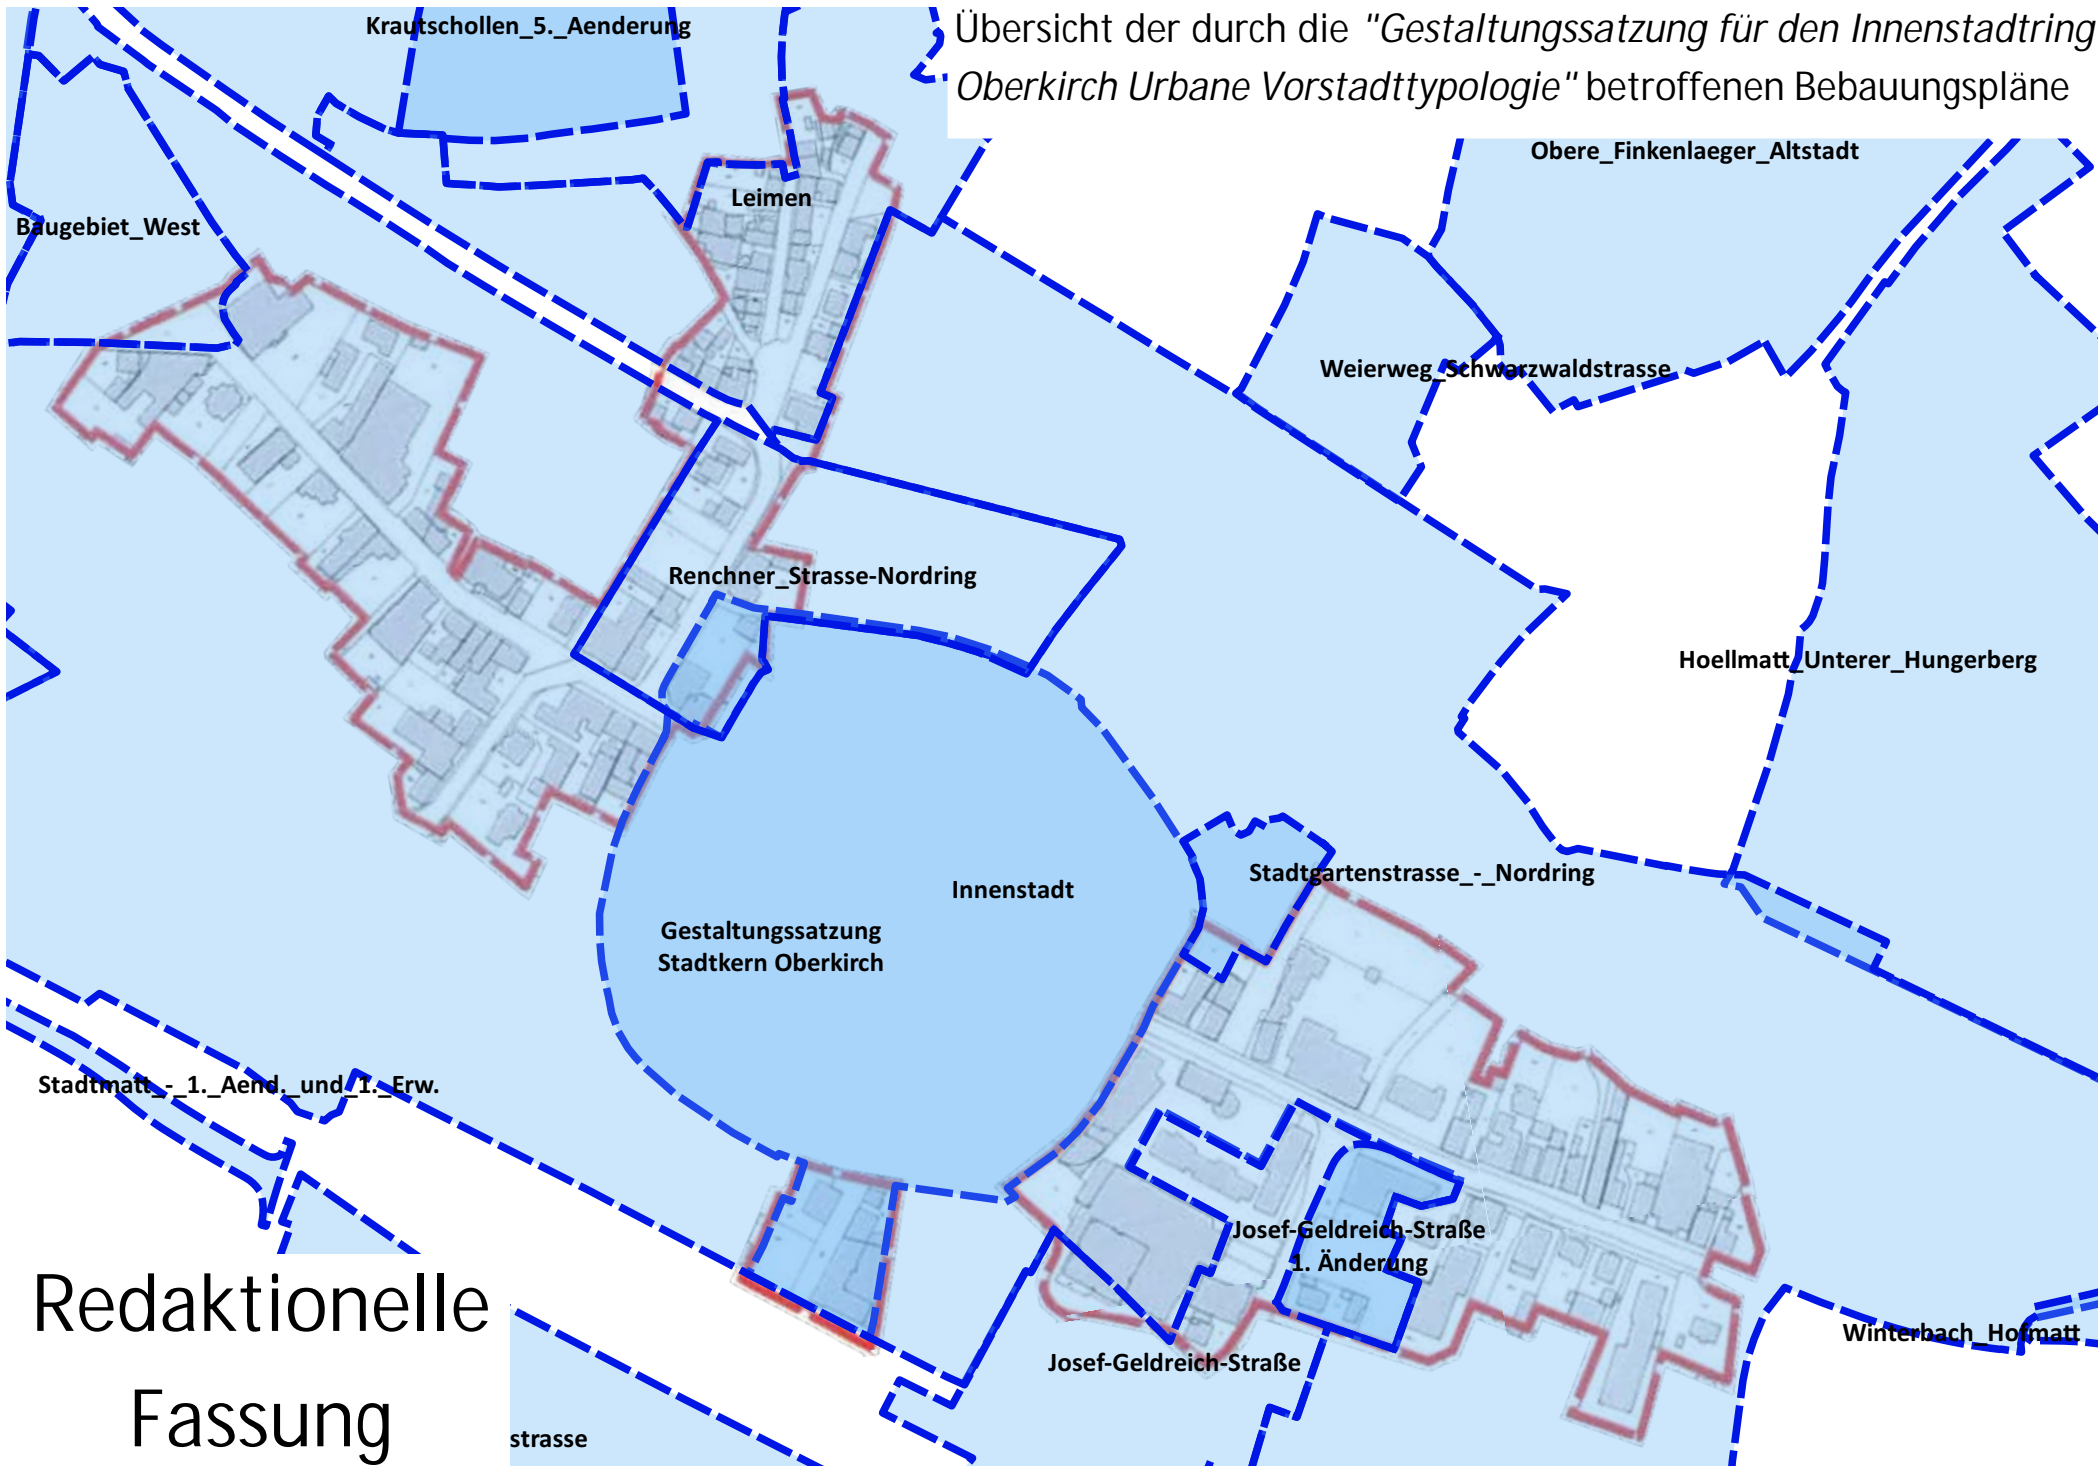 Krautschollen_5._Aenderung
Übersicht der durch die "Gestaltungssatzung für den Innenstadtring
Oberkirch Urbane Vorstadttypologie" betroffenen Bebauungspläne
Obere_Finkenlaeger_Altstadt
Leimen
Baugebiet_West
Weierweg_Schwarzwaldstrasse
Renchner_Strasse-Nordring
Hoellmatt_Unterer_Hungerberg
Stadtgartenstrasse_-_Nordring
Innenstadt
Gestaltungssatzung
Stadtkern Oberkirch
Stadtmatt_-_1._Aend._und_1._Erw.
Josef-Geldreich-Straße
1. Änderung
Winterbach_Hofmatt
Josef-Geldreich-Straße
Redaktionelle
Fassung
strasse